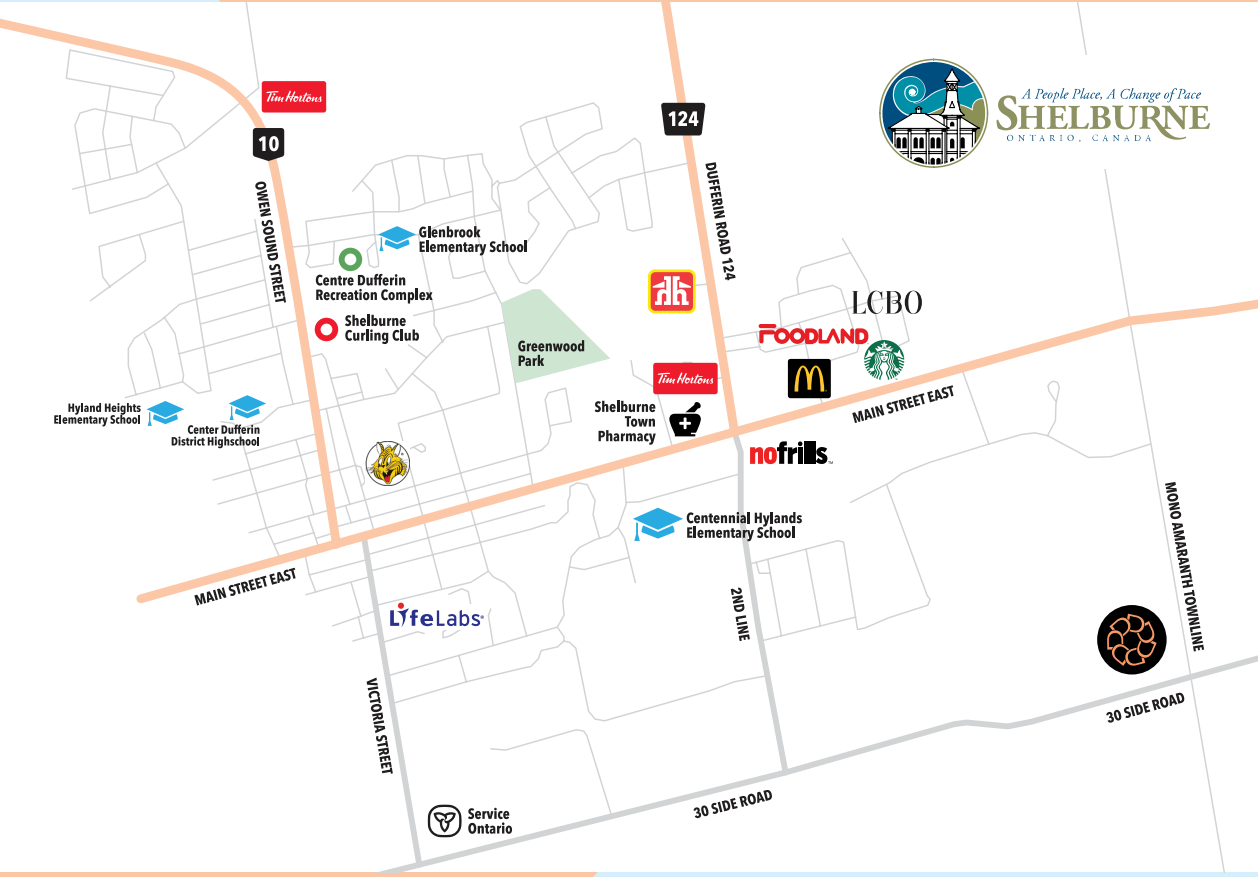 Tim Hortons
10
124
A People Place, A Change of Pace
SHELBURNE
ONTARIO, CANADA
OWEN SOUND STREET
DUFFERIN ROAD 124
Glenbrook
Elementary School
Centre Dufferin
Recreation Complex
Shelburne
Curling Club
LCBO
FOODLAND
Greenwood
Park
Tim Hortons
Shelburne
Town
Pharmacy
MAIN STREET EAST
Hyland Heights
Elementary School
Center Dufferin
District Highschool
nofrills™
Centennial Hylands
Elementary School
MONO AMARANTH TOWNLINE
MAIN STREET EAST
LifeLabs
2ND LINE
VICTORIA STREET
30 SIDE ROAD
30 SIDE ROAD
Service
Ontario